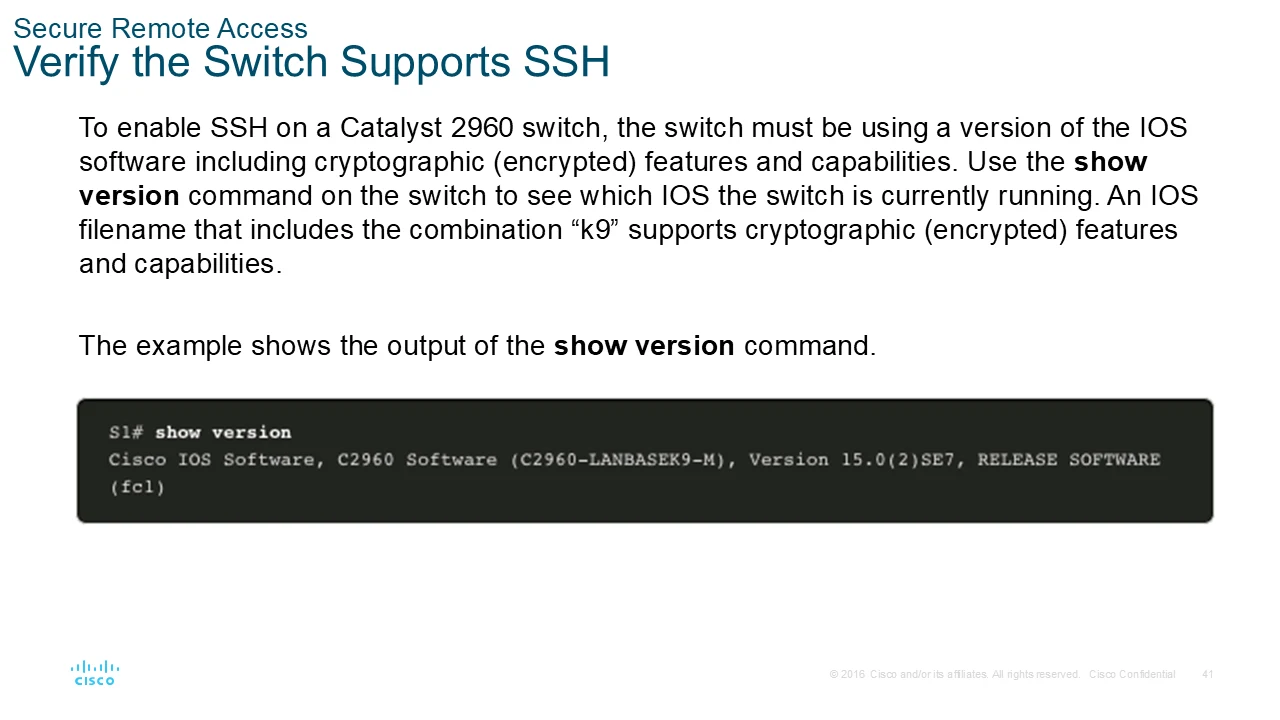 Secure Remote Access
Verify the Switch Supports SSH
To enable SSH on a Catalyst 2960 switch, the switch must be using a version of the IOS
software including cryptographic (encrypted) features and capabilities. Use the show
version command on the switch to see which IOS the switch is currently running. An IOS
filename that includes the combination “k9” supports cryptographic (encrypted) features
and capabilities.
The example shows the output of the show version command.
S1# show version
Cisco IOS Software, C2960 Software (C2960-LANBASEK9-M), Version 15.0(2)SE7, RELEASE SOFTWARE
(fc1)
CISCO
© 2016 Cisco and/or its affiliates. All rights reserved. Cisco Confidential 41